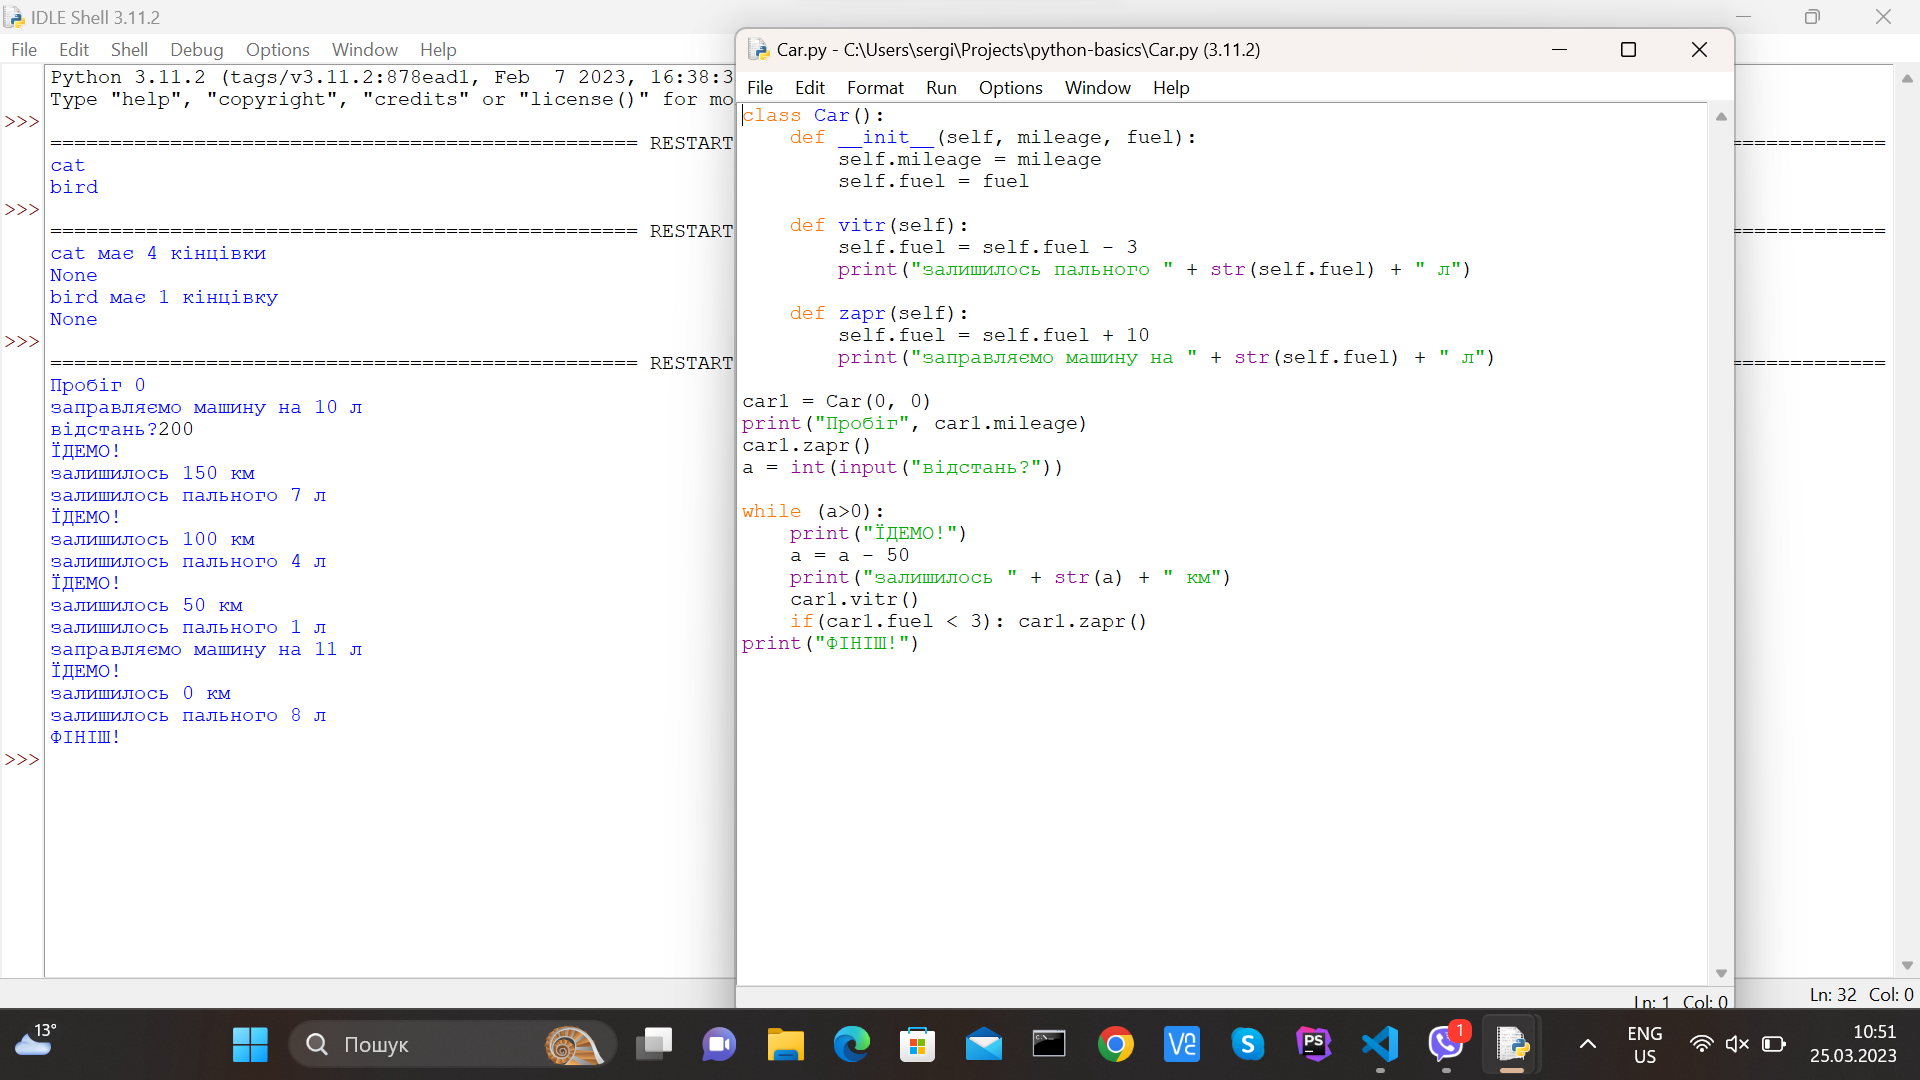 IDLE Shell 3.11.2
File Edit Shell Debug Options Window Help
Python 3.11.2 (tags/v3.11.2:878ead1, Feb  7 2023, 16:38:3
Type "help", "copyright", "credits" or "license()" for mo
>>>
================================================= RESTART
cat
bird
>>>
================================================= RESTART
cat має 4 кінцівки
None
bird має 1 кінцівку
None
>>>
================================================= RESTART
Пробіг 0
заправляємо машину на 10 л
відстань?200
ЇДЕМО!
залишилось 150 км
залишилось пального 7 л
ЇДЕМО!
залишилось 100 км
залишилось пального 4 л
ЇДЕМО!
залишилось 50 км
залишилось пального 1 л
заправляємо машину на 11 л
ЇДЕМО!
залишилось 0 км
залишилось пального 8 л
ФІНІШ!
>>>
Car.py - C:\Users\sergi\Projects\python-basics\Car.py (3.11.2)
File Edit Format Run Options Window Help
class Car():
    def __init__(self, mileage, fuel):
        self.mileage = mileage
        self.fuel = fuel
    def vitr(self):
        self.fuel = self.fuel - 3
        print("залишилось пального " + str(self.fuel) + " л")
    def zapr(self):
        self.fuel = self.fuel + 10
        print("заправляємо машину на " + str(self.fuel) + " л")
car1 = Car(0, 0)
print("Пробіг", car1.mileage)
car1.zapr()
a = int(input("відстань?"))
while (a>0):
    print("ЇДЕМО!")
    a = a - 50
    print("залишилось " + str(a) + " км")
    car1.vitr()
    if(car1.fuel < 3): car1.zapr()
print("ФІНІШ!")
Ln: 1 Col: 0
Ln: 32 Col: 0
13°
Пошук
PS
1
ENG
US
10:51
25.03.2023